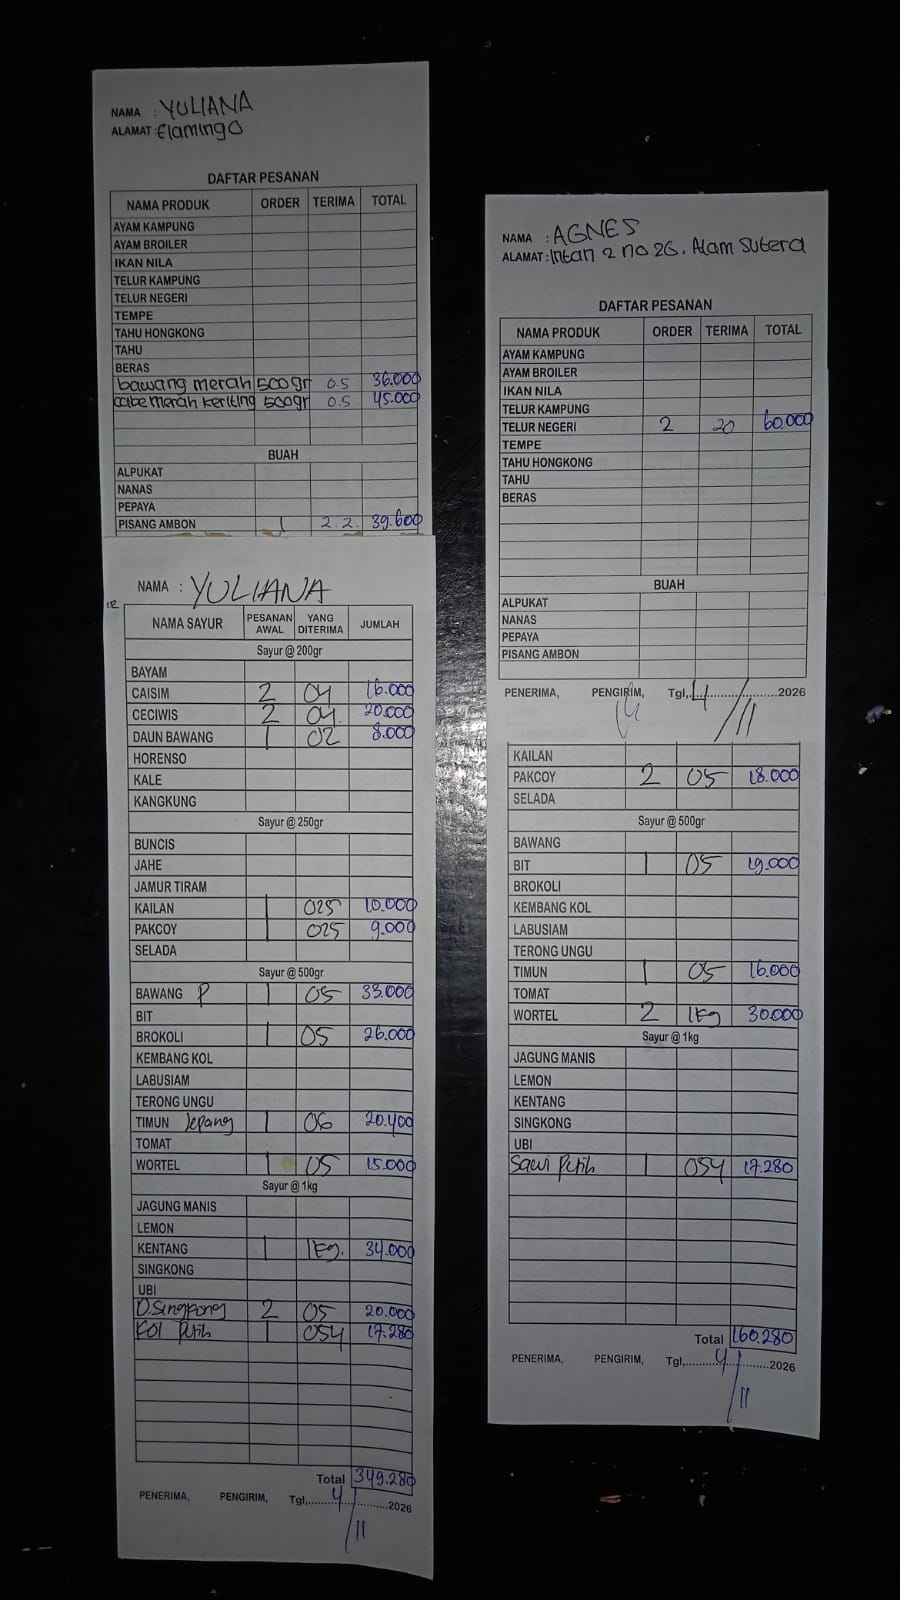 NAMA : YULIANA
ALAMAT : Flamingo
DAFTAR PESANAN
NAMA PRODUK ORDER TERIMA TOTAL
AYAM KAMPUNG
AYAM BROILER
IKAN NILA
TELUR KAMPUNG
TELUR NEGERI
TEMPE
TAHU HONGKONG
TAHU
BERAS
bawang merah 500gr 0.5 36.000
cabe merah keriting 500gr 0.5 45.000
BUAH
ALPUKAT
NANAS
PEPAYA
PISANG AMBON 1 2.2. 39.600
NAMA : YULIANA
NAMA SAYUR PESANAN AWAL YANG DITERIMA JUMLAH
Sayur @ 200gr
BAYAM
CAISIM 2 04 16.000
CECIWIS 2 04. 20.000
DAUN BAWANG 1 02 8.000
HORENSO
KALE
KANGKUNG
Sayur @ 250gr
BUNCIS
JAHE
JAMUR TIRAM
KAILAN 1 025 10.000
PAKCOY 1 025 9.000
SELADA
Sayur @ 500gr
BAWANG P 1 05 33.000
BIT
BROKOLI 1 05 26.000
KEMBANG KOL
LABUSIAM
TERONG UNGU
TIMUN Jepang 1 06 20.400
TOMAT
WORTEL 1 05 15.000
Sayur @ 1kg
JAGUNG MANIS
LEMON
KENTANG 1 1kg. 34.000
SINGKONG
UBI
D.Singkong 2 05 20.000
Kol Putih 1 054 17.280
Total 349.280
PENERIMA, PENGIRIM, Tgl,....4/11....2026
NAMA : AGNES
ALAMAT : Intan 2 no 26. Alam Sutera
DAFTAR PESANAN
NAMA PRODUK ORDER TERIMA TOTAL
AYAM KAMPUNG
AYAM BROILER
IKAN NILA
TELUR KAMPUNG
TELUR NEGERI 2 20 60.000
TEMPE
TAHU HONGKONG
TAHU
BERAS
BUAH
ALPUKAT
NANAS
PEPAYA
PISANG AMBON
PENERIMA, PENGIRIM, Tgl,..4../11....2026
KAILAN
PAKCOY 2 05 18.000
SELADA
Sayur @ 500gr
BAWANG
BIT 1 05 19.000
BROKOLI
KEMBANG KOL
LABUSIAM
TERONG UNGU
TIMUN 1 05 16.000
TOMAT
WORTEL 2 1kg 30.000
Sayur @ 1kg
JAGUNG MANIS
LEMON
KENTANG
SINGKONG
UBI
Sawi Putih 1 054 17.280
Total 160.280
PENERIMA, PENGIRIM, Tgl,....4/11....2026